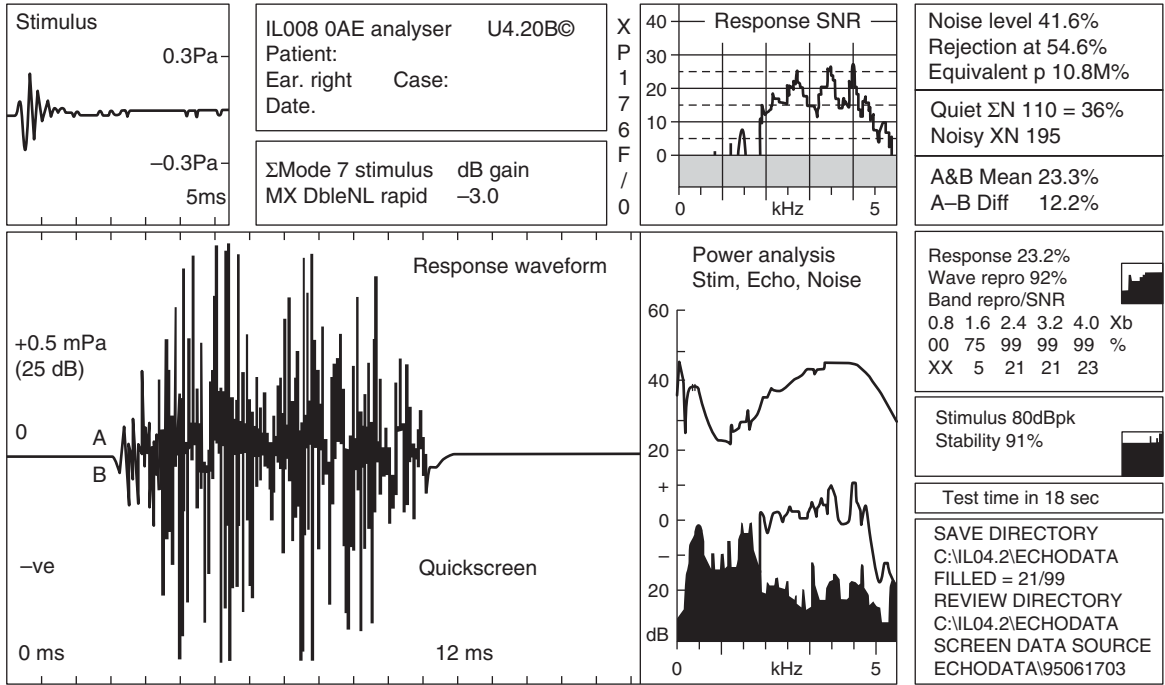 Stimulus
0.3Pa
–0.3Pa
5ms
IL008 0AE analyser U4.20B©
Patient:
Ear. right Case:
Date.
ΣMode 7 stimulus dB gain
MX DbleNL rapid –3.0
X
P
1
7
6
F
/
0
Response SNR
40
30
20
10
0
0 kHz 5
Noise level 41.6%
Rejection at 54.6%
Equivalent p 10.8M%
Quiet ΣN 110 = 36%
Noisy XN 195
A&B Mean 23.3%
A–B Diff 12.2%
Response waveform
+0.5 mPa
(25 dB)
0
A
B
–ve
Quickscreen
0 ms 12 ms
Power analysis
Stim, Echo, Noise
60
40
20
+
0
–
20
dB
0 kHz 5
Response 23.2%
Wave repro 92%
Band repro/SNR
0.8 1.6 2.4 3.2 4.0 Xb
00 75 99 99 99 %
XX 5 21 21 23
Stimulus 80dBpk
Stability 91%
Test time in 18 sec
SAVE DIRECTORY
C:\IL04.2\ECHODATA
FILLED = 21/99
REVIEW DIRECTORY
C:\IL04.2\ECHODATA
SCREEN DATA SOURCE
ECHODATA\95061703